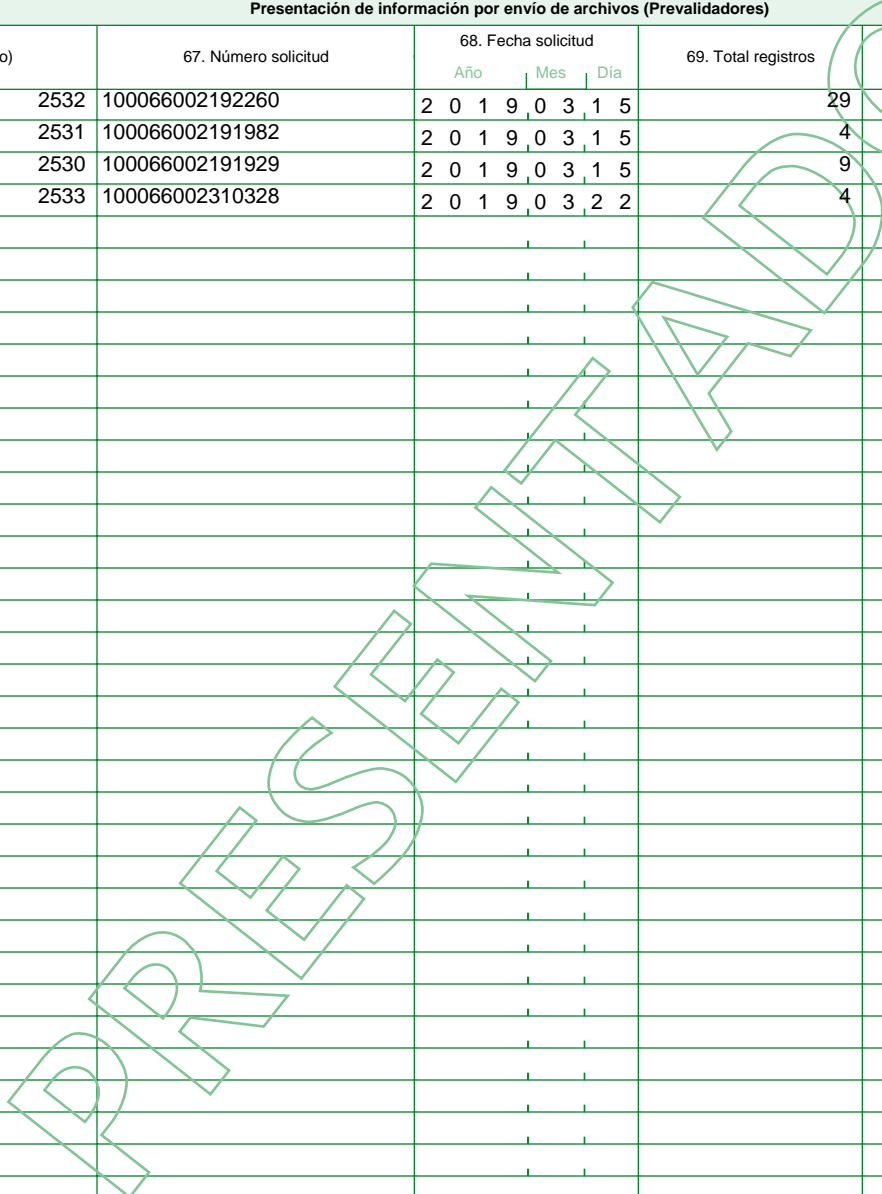 Presentación de información por envío de archivos (Prevalidadores)
o) 67. Número solicitud 68. Fecha solicitud 69. Total registros
Año Mes Día
2532 100066002192260 2 0 1 9 0 3 1 5 29
2531 100066002191982 2 0 1 9 0 3 1 5 4
2530 100066002191929 2 0 1 9 0 3 1 5 9
2533 100066002310328 2 0 1 9 0 3 2 2 4
PRESENTADO